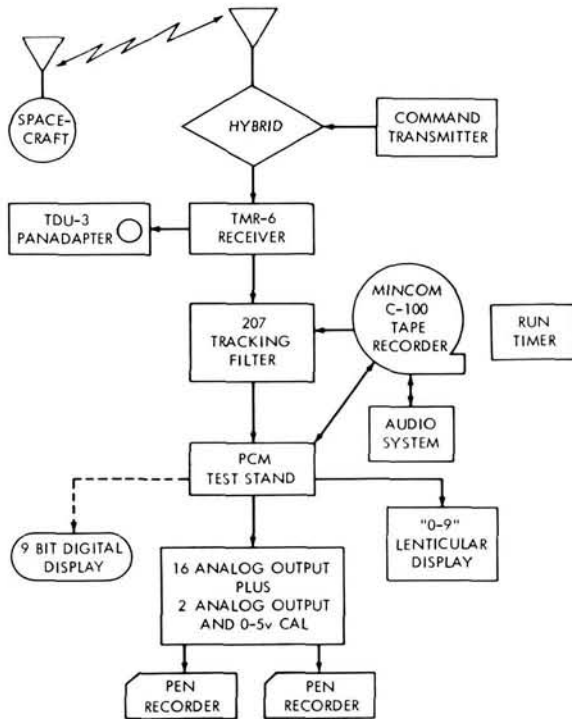 SPACE-
CRAFT
HYBRID
COMMAND
TRANSMITTER
TDU-3
PANADAPTER
TMR-6
RECEIVER
207
TRACKING
FILTER
MINCOM
C-100
TAPE
RECORDER
RUN
TIMER
AUDIO
SYSTEM
PCM
TEST STAND
9 BIT DIGITAL
DISPLAY
"0-9"
LENTICULAR
DISPLAY
16 ANALOG OUTPUT
PLUS
2 ANALOG OUTPUT
AND 0-5v CAL
PEN
RECORDER
PEN
RECORDER